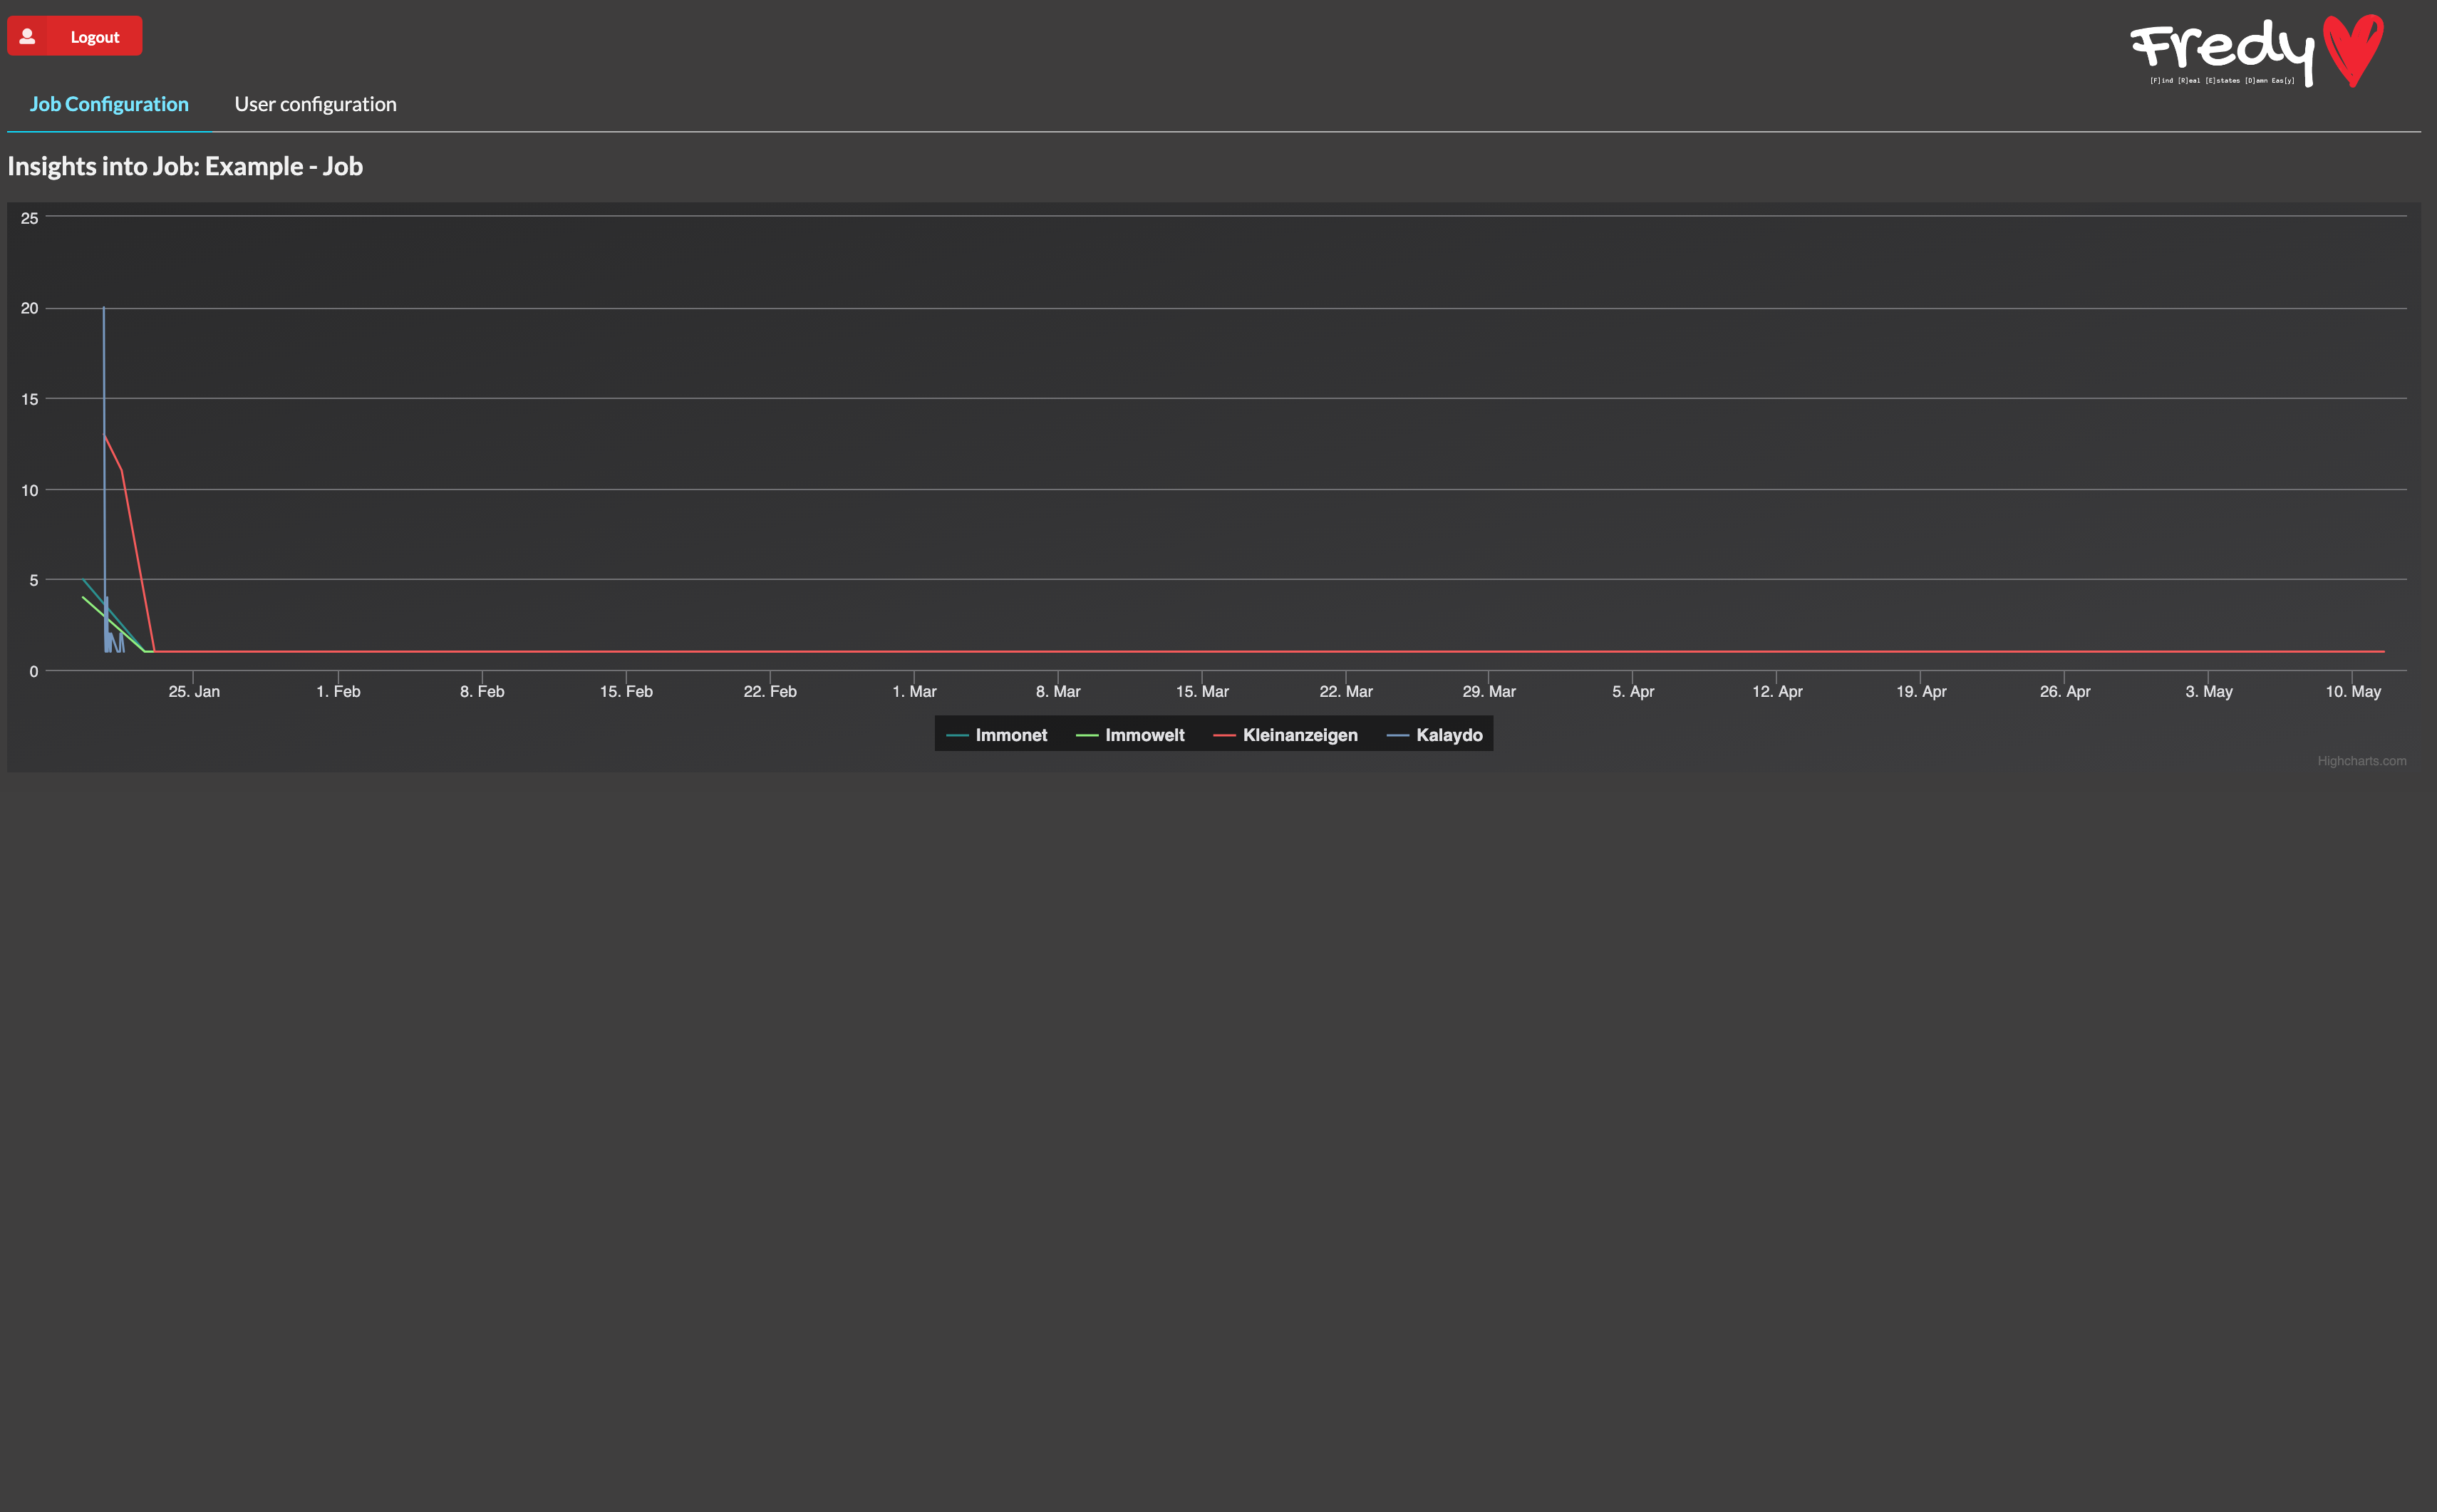 Logout
Fredy
[F]ind [R]eal [E]states [D]amn Eas[y]
Job Configuration User configuration
Insights into Job: Example - Job
25
20
15
10
5
0
25. Jan 1. Feb 8. Feb 15. Feb 22. Feb 1. Mar 8. Mar 15. Mar 22. Mar 29. Mar 5. Apr 12. Apr 19. Apr 26. Apr 3. May 10. May
Immonet Immowelt Kleinanzeigen Kalaydo
Highcharts.com